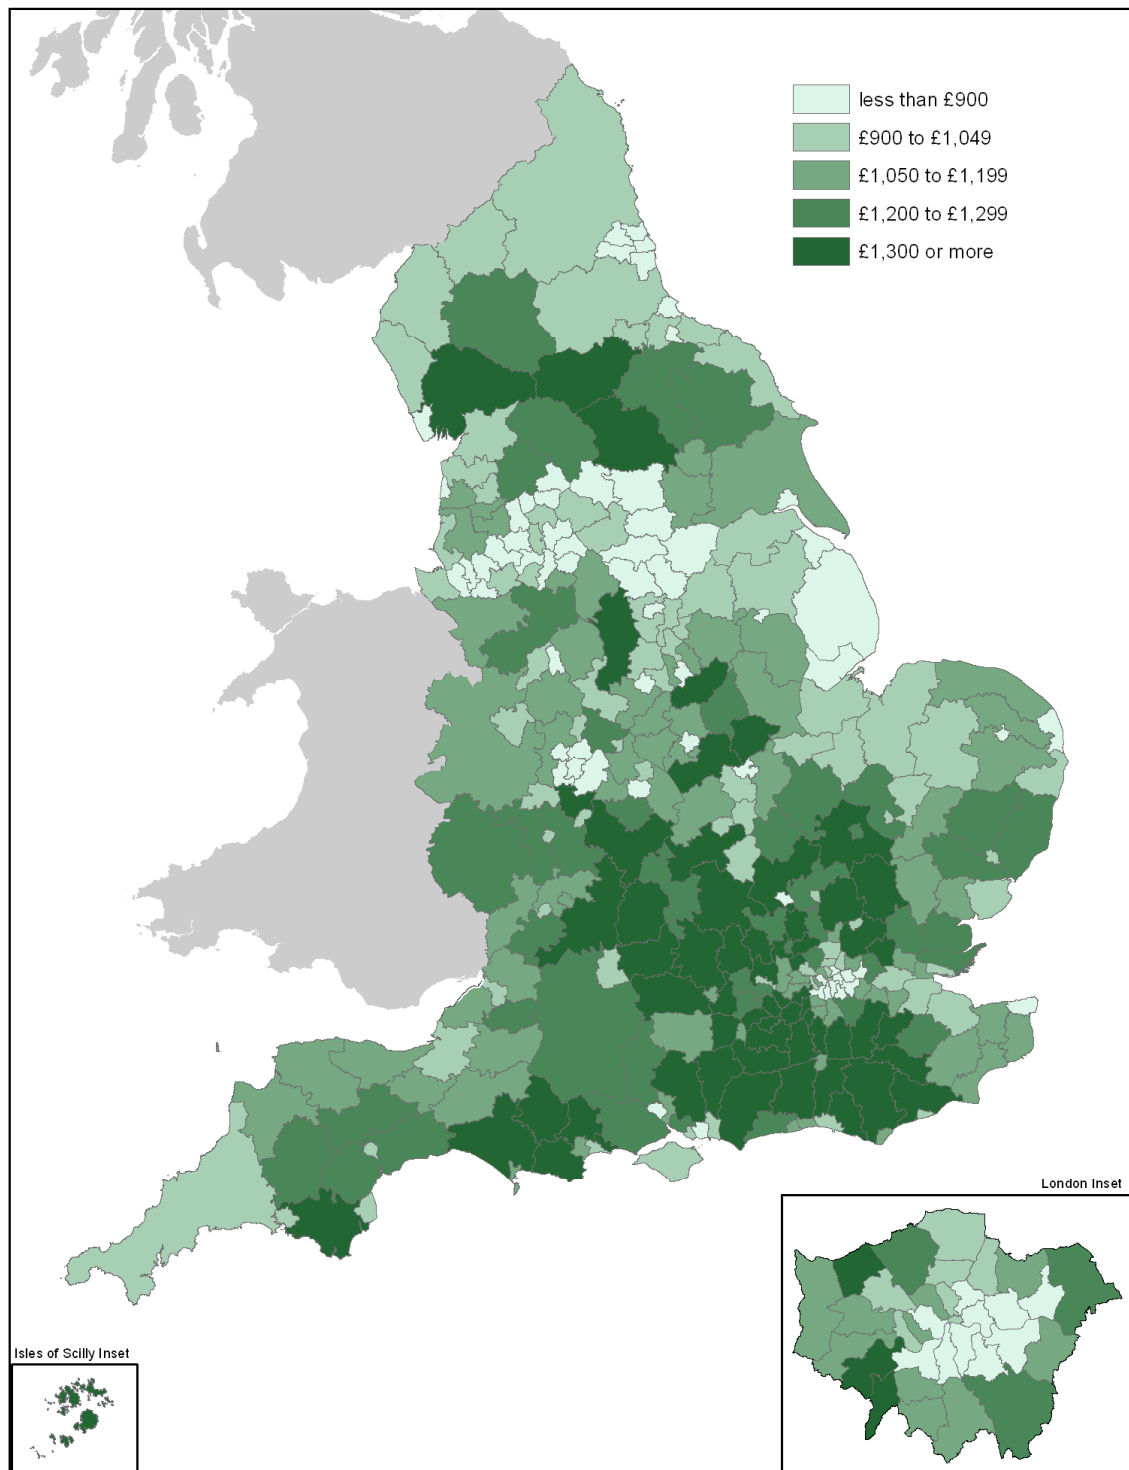 less than £900
£900 to £1,049
£1,050 to £1,199
£1,200 to £1,299
£1,300 or more
London Inset
Isles of Scilly Inset